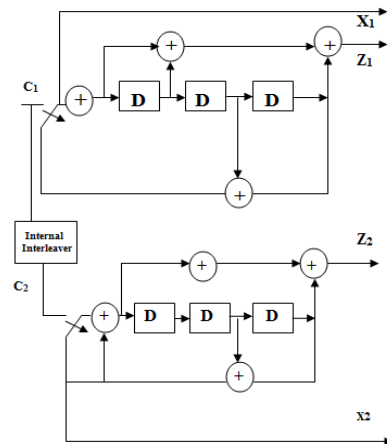 X1
Z1
C1
+ +
+ D D D
+
Internal
Interleaver
Z2
C2
+ +
+ D D D
+
X2